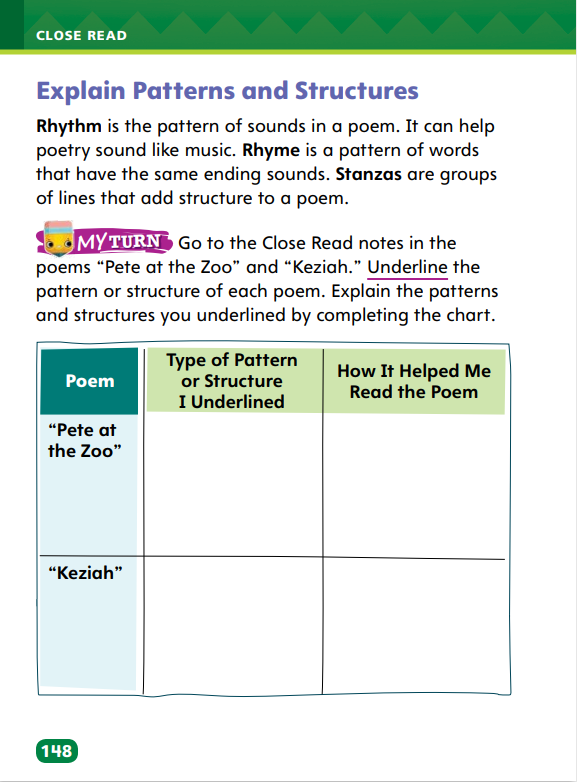 CLOSE READ
Explain Patterns and Structures
Rhythm is the pattern of sounds in a poem. It can help
poetry sound like music. Rhyme is a pattern of words
that have the same ending sounds. Stanzas are groups
of lines that add structure to a poem.
MY TURN Go to the Close Read notes in the
poems “Pete at the Zoo” and “Keziah.” Underline the
pattern or structure of each poem. Explain the patterns
and structures you underlined by completing the chart.
Poem
Type of Pattern
or Structure
I Underlined
How It Helped Me
Read the Poem
“Pete at
the Zoo”
“Keziah”
148